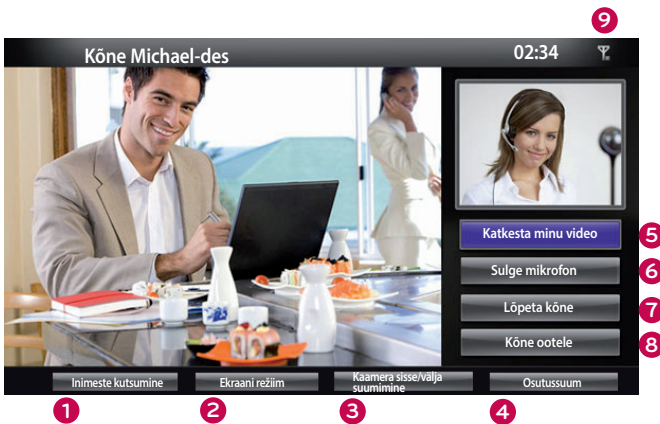 9
Kõne Michael-des
02:34
Katkesta minu video
5
Sulge mikrofon
6
Lõpeta kõne
7
Kõne ootele
8
Inimeste kutsumine
Ekraani režiim
Kaamera sisse/välja
suumimine
Osutussuum
1
2
3
4